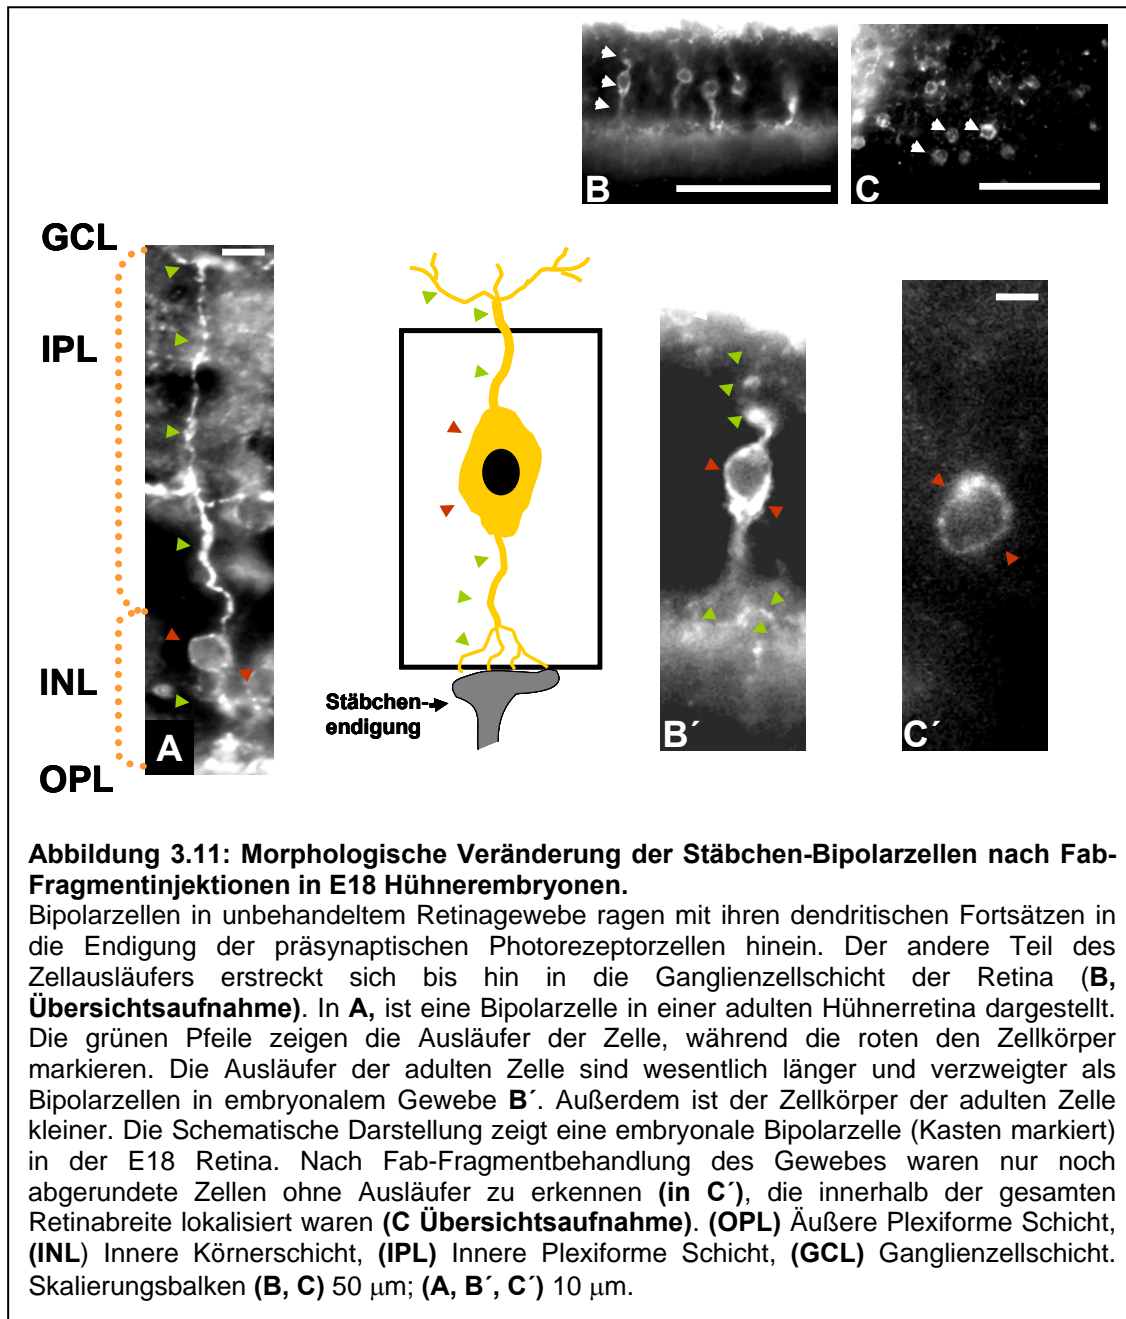 B
C
GCL
IPL
INL
A
OPL
Stäbchen-
endigung
B´
C´
Abbildung 3.11: Morphologische Veränderung der Stäbchen-Bipolarzellen nach Fab-
Fragmentinjektionen in E18 Hühnerembryonen.
Bipolarzellen in unbehandeltem Retinagewebe ragen mit ihren dendritischen Fortsätzen in
die Endigung der präsynaptischen Photorezeptorzellen hinein. Der andere Teil des
Zellausläufers erstreckt sich bis hin in die Ganglienzellschicht der Retina (B,
Übersichtsaufnahme). In A, ist eine Bipolarzelle in einer adulten Hühnerretina dargestellt.
Die grünen Pfeile zeigen die Ausläufer der Zelle, während die roten den Zellkörper
markieren. Die Ausläufer der adulten Zelle sind wesentlich länger und verzweigter als
Bipolarzellen in embryonalem Gewebe B´. Außerdem ist der Zellkörper der adulten Zelle
kleiner. Die Schematische Darstellung zeigt eine embryonale Bipolarzelle (Kasten markiert)
in der E18 Retina. Nach Fab-Fragmentbehandlung des Gewebes waren nur noch
abgerundete Zellen ohne Ausläufer zu erkennen (in C´), die innerhalb der gesamten
Retinabreite lokalisiert waren (C Übersichtsaufnahme). (OPL) Äußere Plexiforme Schicht,
(INL) Innere Körnerschicht, (IPL) Innere Plexiforme Schicht, (GCL) Ganglienzellschicht.
Skalierungsbalken (B, C) 50 µm; (A, B´, C´) 10 µm.